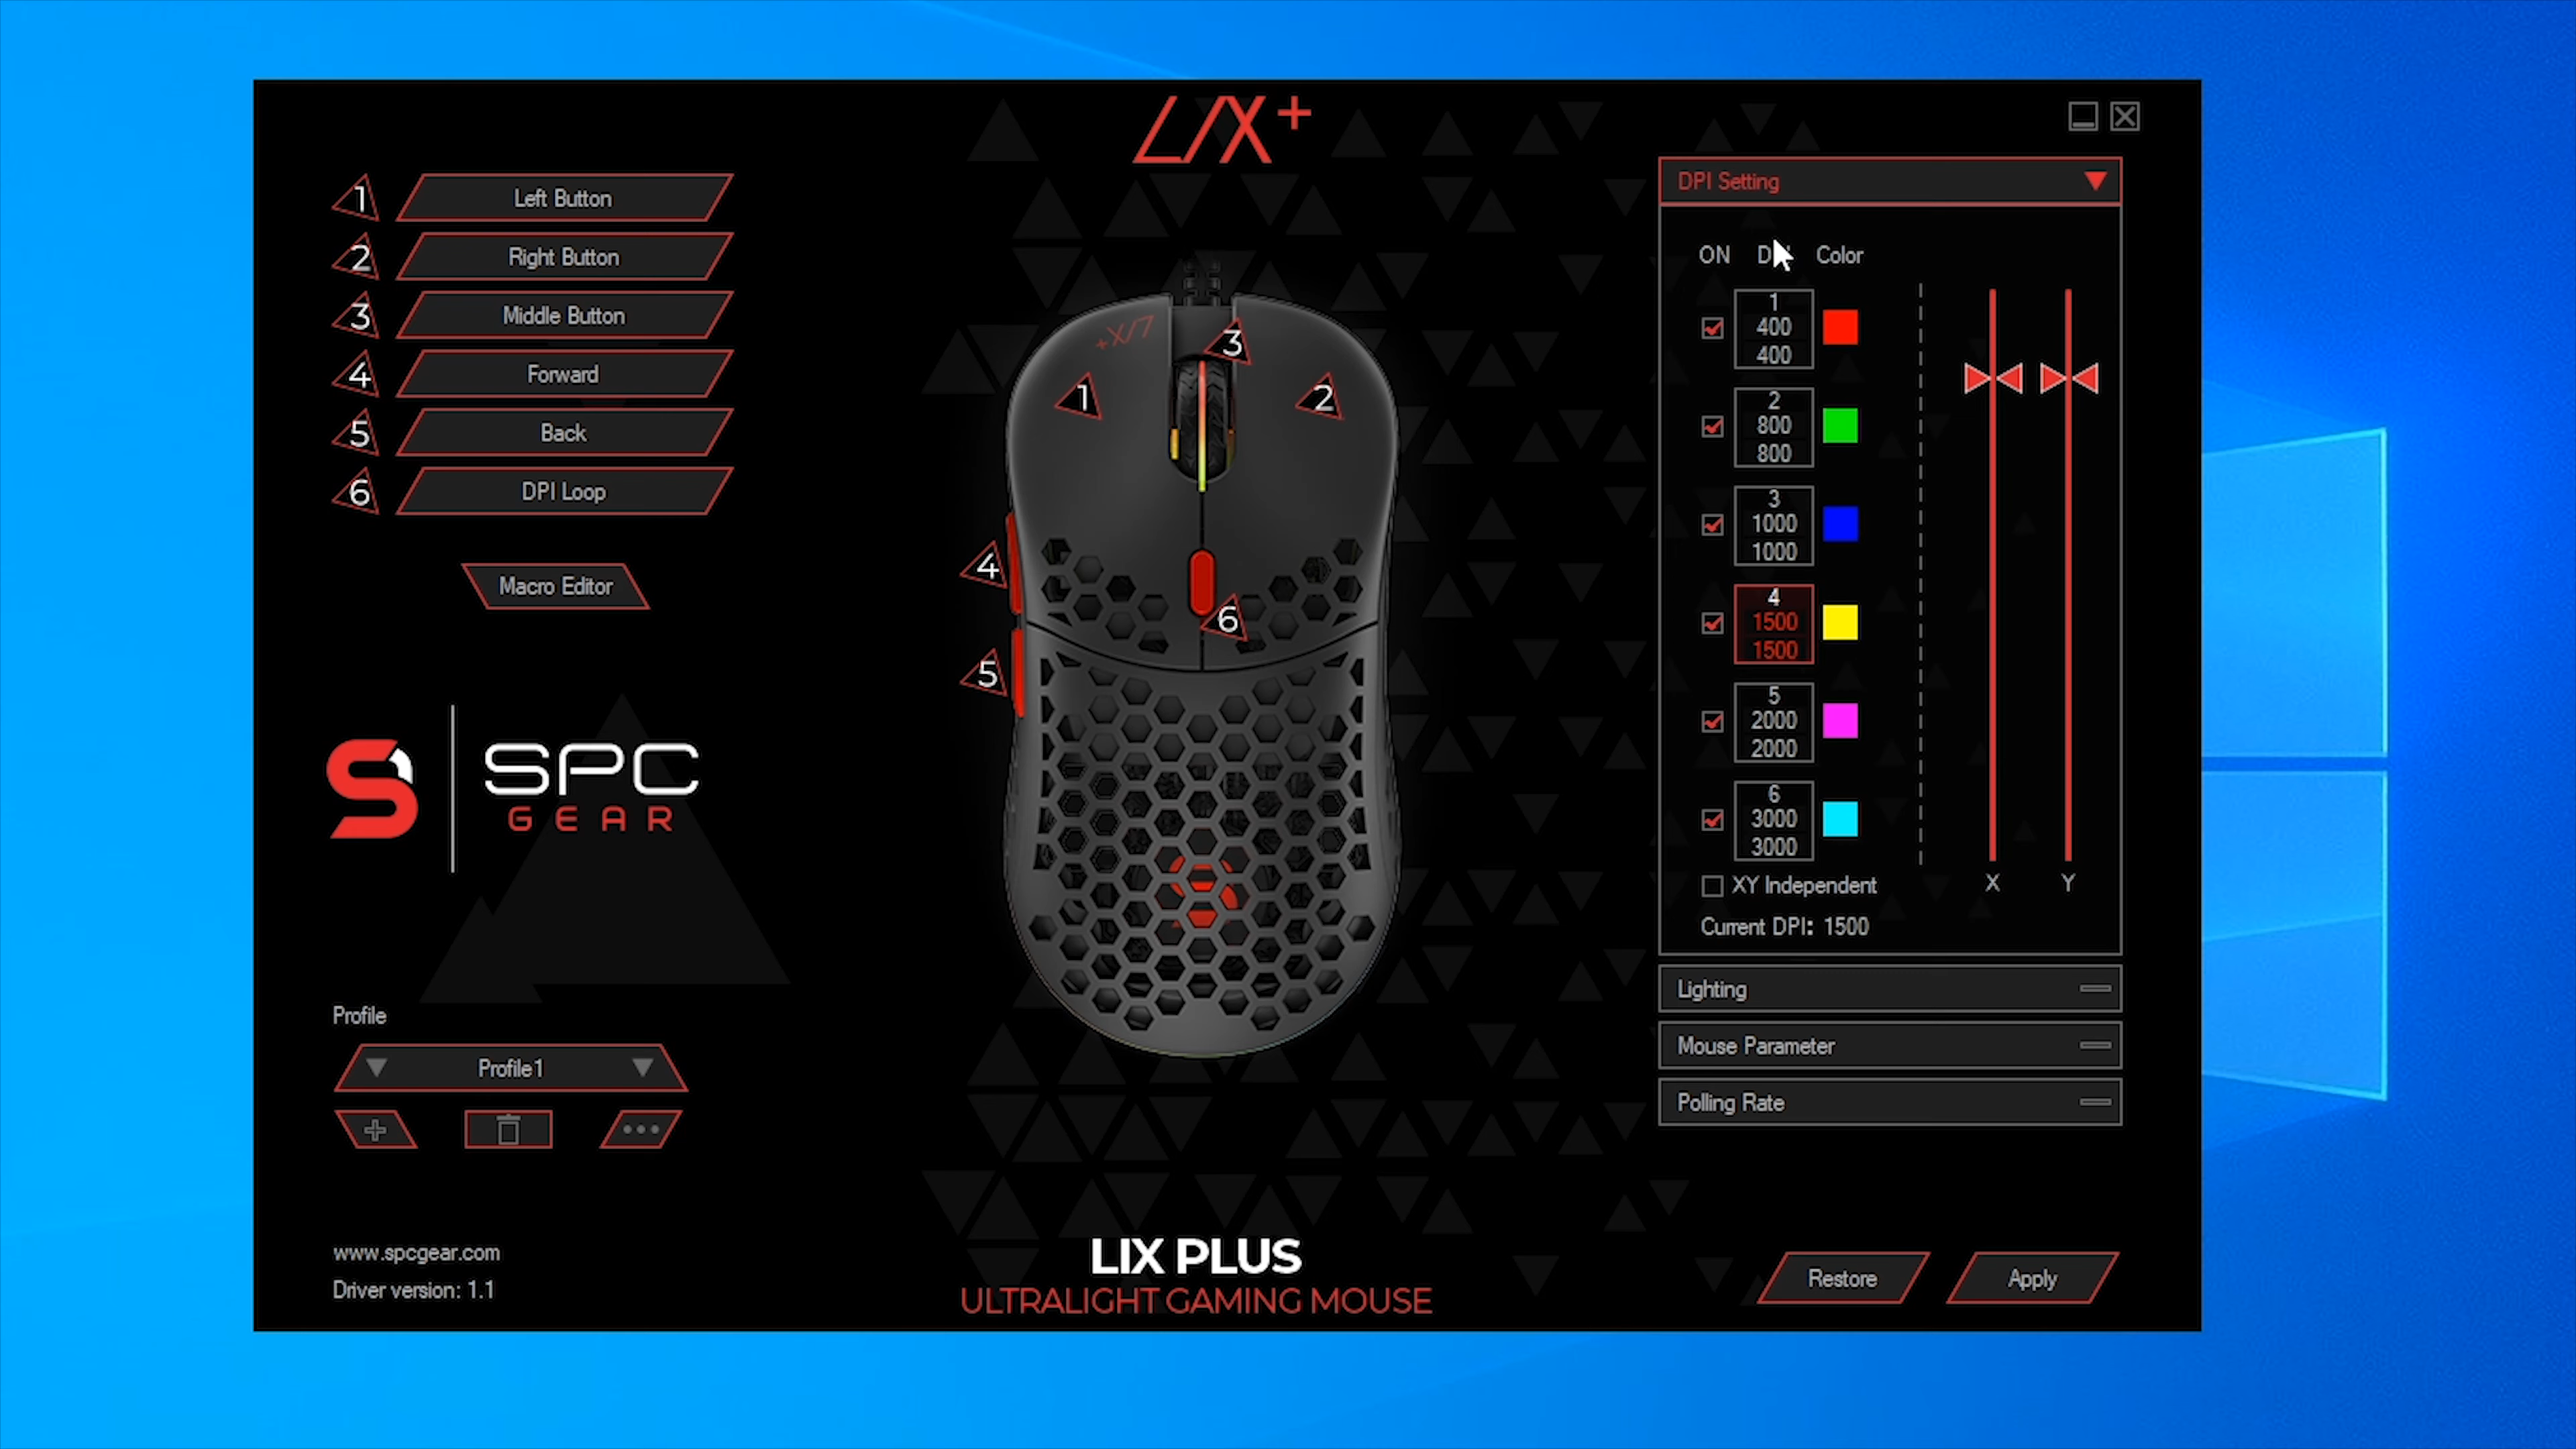 LIX+
1 Left Button
2 Right Button
3 Middle Button
4 Forward
5 Back
6 DPI Loop
Macro Editor
SPC
GEAR
Profile
Profile1
www.spcgear.com
Driver version: 1.1
+X/7
3
1
2
4
6
5
LIX PLUS
ULTRALIGHT GAMING MOUSE
DPI Setting
ON Color
1
400
400
2
800
800
3
1000
1000
4
1500
1500
5
2000
2000
6
3000
3000
X Y
XY Independent
Current DPI: 1500
Lighting
Mouse Parameter
Polling Rate
Restore
Apply